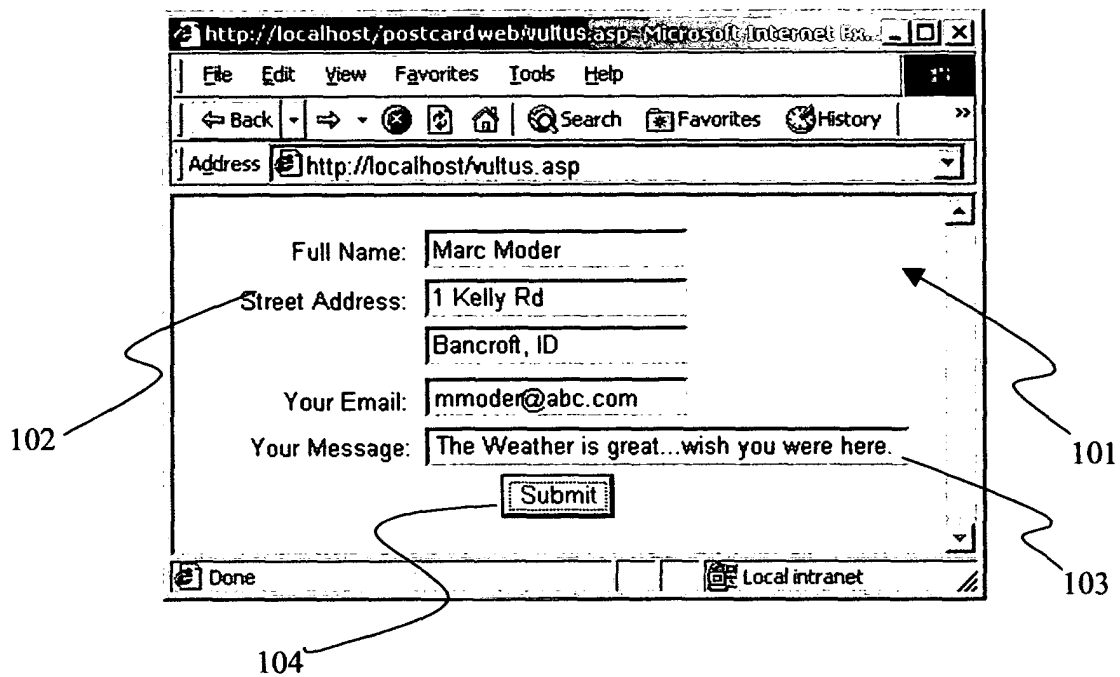 http://localhost/postcardweb/vultus.asp-Microsoft Internet Ex...
File Edit View Favorites Tools Help
Back Search Favorites History »
Address http://localhost/vultus.asp
Full Name: Marc Moder
Street Address: 1 Kelly Rd
Bancroft, ID
Your Email: mmoder@abc.com
Your Message: The Weather is great...wish you were here.
Submit
Done Local intranet
102
101
103
104